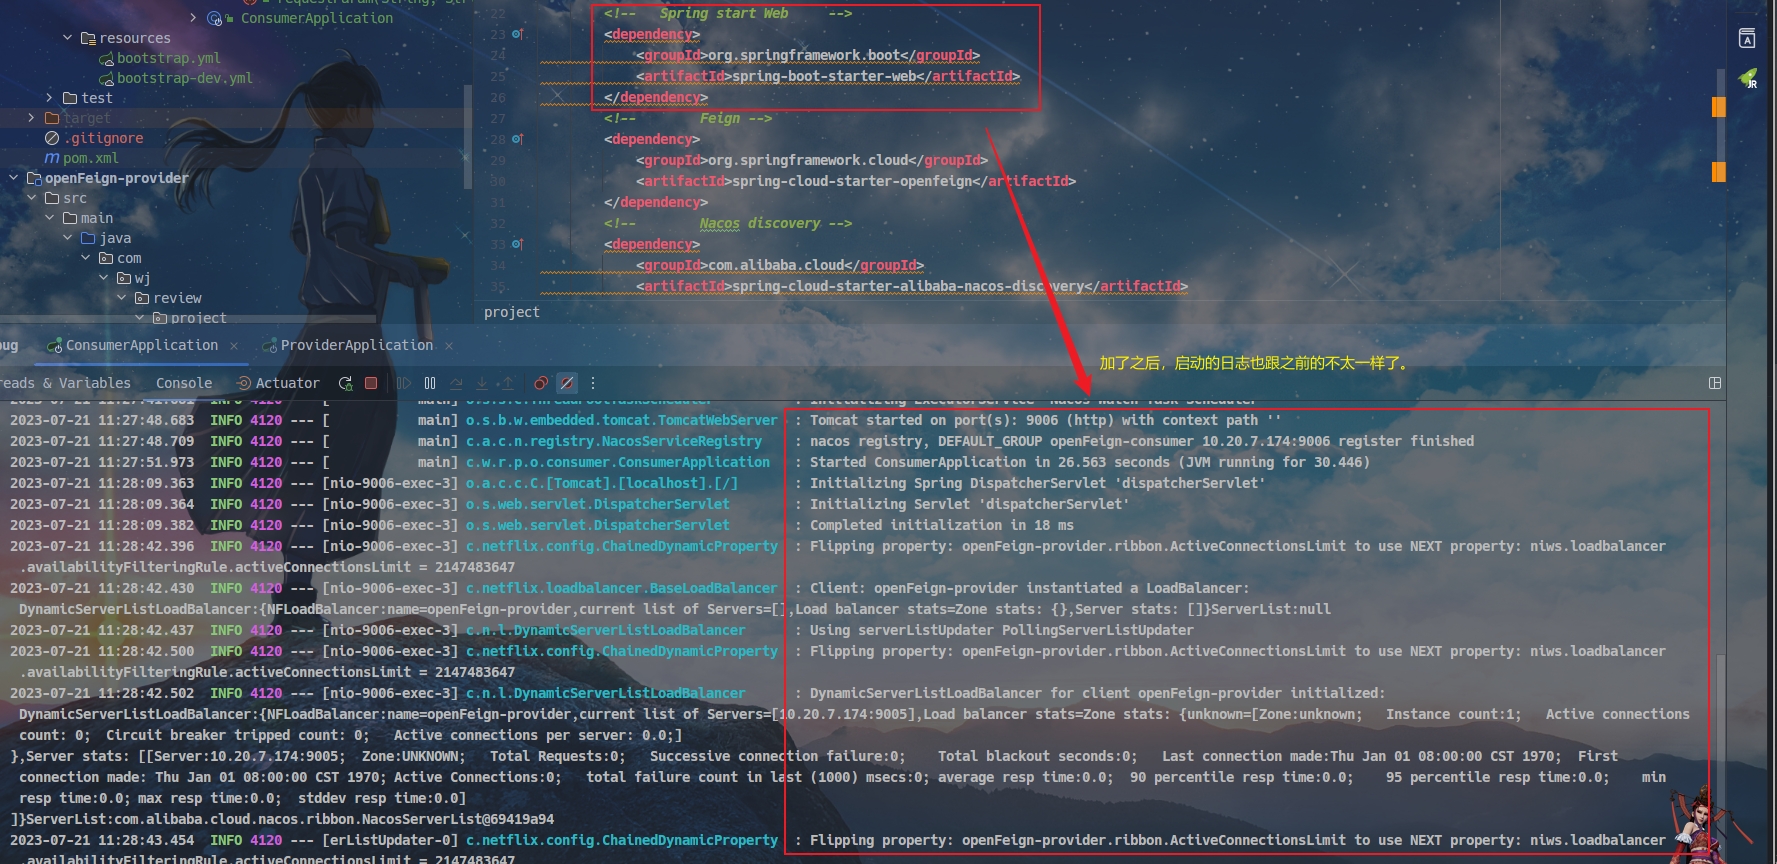 requestParam(String, Str
ConsumerApplication
resources
bootstrap.yml
bootstrap-dev.yml
test
target
.gitignore
pom.xml
openFeign-provider
src
main
java
com
wj
review
project
22 <!--   Spring start Web     -->
23 <dependency>
24 <groupId>org.springframework.boot</groupId>
25 <artifactId>spring-boot-starter-web</artifactId>
26 </dependency>
27 <!--        Feign -->
28 <dependency>
29 <groupId>org.springframework.cloud</groupId>
30 <artifactId>spring-cloud-starter-openfeign</artifactId>
31 </dependency>
32 <!--        Nacos discovery -->
33 <dependency>
34 <groupId>com.alibaba.cloud</groupId>
35 <artifactId>spring-cloud-starter-alibaba-nacos-discovery</artifactId>
project
JR
bug ConsumerApplication × ProviderApplication ×
加了之后，启动的日志也跟之前的不太一样了。
reads & Variables Console Actuator
2023-07-21 11:27:48.683  INFO 4120 --- [           main] o.s.b.w.embedded.tomcat.TomcatWebServer  : Tomcat started on port(s): 9006 (http) with context path ''
2023-07-21 11:27:48.709  INFO 4120 --- [           main] c.a.c.n.registry.NacosServiceRegistry    : nacos registry, DEFAULT_GROUP openFeign-consumer 10.20.7.174:9006 register finished
2023-07-21 11:27:51.973  INFO 4120 --- [           main] c.w.r.p.o.consumer.ConsumerApplication   : Started ConsumerApplication in 26.563 seconds (JVM running for 30.446)
2023-07-21 11:28:09.363  INFO 4120 --- [nio-9006-exec-3] o.a.c.c.C.[Tomcat].[localhost].[/]       : Initializing Spring DispatcherServlet 'dispatcherServlet'
2023-07-21 11:28:09.364  INFO 4120 --- [nio-9006-exec-3] o.s.web.servlet.DispatcherServlet        : Initializing Servlet 'dispatcherServlet'
2023-07-21 11:28:09.382  INFO 4120 --- [nio-9006-exec-3] o.s.web.servlet.DispatcherServlet        : Completed initialization in 18 ms
2023-07-21 11:28:42.396  INFO 4120 --- [nio-9006-exec-3] c.netflix.config.ChainedDynamicProperty  : Flipping property: openFeign-provider.ribbon.ActiveConnectionsLimit to use NEXT property: niws.loadbalancer
.availabilityFilteringRule.activeConnectionsLimit = 2147483647
2023-07-21 11:28:42.430  INFO 4120 --- [nio-9006-exec-3] c.netflix.loadbalancer.BaseLoadBalancer  : Client: openFeign-provider instantiated a LoadBalancer:
DynamicServerListLoadBalancer:{NFLoadBalancer:name=openFeign-provider,current list of Servers=[],Load balancer stats=Zone stats: {},Server stats: []}ServerList:null
2023-07-21 11:28:42.437  INFO 4120 --- [nio-9006-exec-3] c.n.l.DynamicServerListLoadBalancer      : Using serverListUpdater PollingServerListUpdater
2023-07-21 11:28:42.500  INFO 4120 --- [nio-9006-exec-3] c.netflix.config.ChainedDynamicProperty  : Flipping property: openFeign-provider.ribbon.ActiveConnectionsLimit to use NEXT property: niws.loadbalancer
.availabilityFilteringRule.activeConnectionsLimit = 2147483647
2023-07-21 11:28:42.502  INFO 4120 --- [nio-9006-exec-3] c.n.l.DynamicServerListLoadBalancer      : DynamicServerListLoadBalancer for client openFeign-provider initialized:
DynamicServerListLoadBalancer:{NFLoadBalancer:name=openFeign-provider,current list of Servers=[10.20.7.174:9005],Load balancer stats=Zone stats: {unknown=[Zone:unknown;   Instance count:1;   Active connections
count: 0;  Circuit breaker tripped count: 0;   Active connections per server: 0.0;]
},Server stats: [[Server:10.20.7.174:9005;  Zone:UNKNOWN;   Total Requests:0;   Successive connection failure:0;    Total blackout seconds:0;   Last connection made:Thu Jan 01 08:00:00 CST 1970;  First
connection made: Thu Jan 01 08:00:00 CST 1970; Active Connections:0;   total failure count in last (1000) msecs:0; average resp time:0.0;  90 percentile resp time:0.0;    95 percentile resp time:0.0;    min
resp time:0.0; max resp time:0.0;  stddev resp time:0.0]
]}ServerList:com.alibaba.cloud.nacos.ribbon.NacosServerList@69419a94
2023-07-21 11:28:43.454  INFO 4120 --- [erListUpdater-0] c.netflix.config.ChainedDynamicProperty  : Flipping property: openFeign-provider.ribbon.ActiveConnectionsLimit to use NEXT property: niws.loadbalancer
.availabilityFilteringRule.activeConnectionsLimit = 2147483647